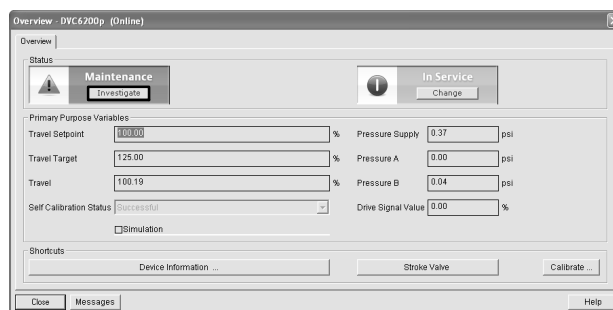 Overview - DVC6200p (Online)
Overview
Status
Maintenance
Investigate
In Service
Change
Primary Purpose Variables
Travel Setpoint 100.00 % Pressure Supply 0.37 psi
Travel Target 125.00 % Pressure A 0.00 psi
Travel 100.19 % Pressure B 0.04 psi
Self Calibration Status Successful Drive Signal Value 0.00 %
Simulation
Shortcuts
Device Information ... Stroke Valve Calibrate ...
Close Messages Help